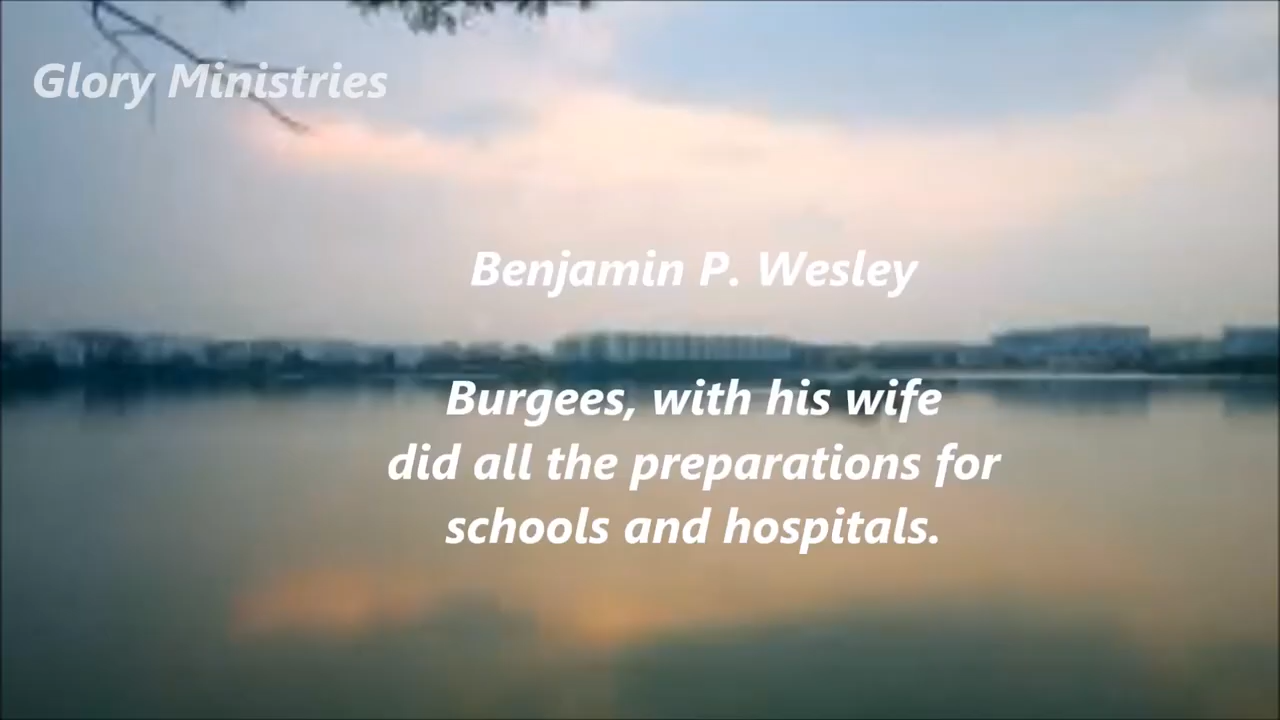 Glory Ministries
Benjamin P. Wesley
Burgees, with his wife
did all the preparations for
schools and hospitals.